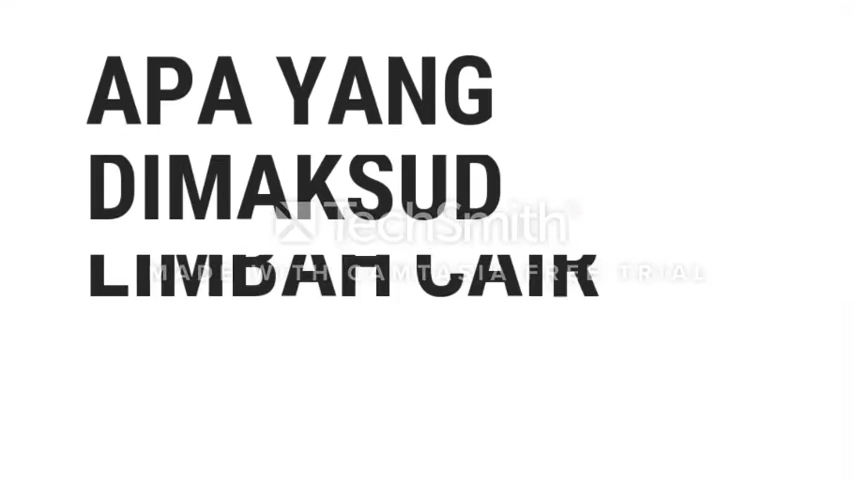 APA YANG
DIMAKSUD
TechSmith
LIMBAH CAIR
MADE WITH CAMTASIA FREE TRIAL